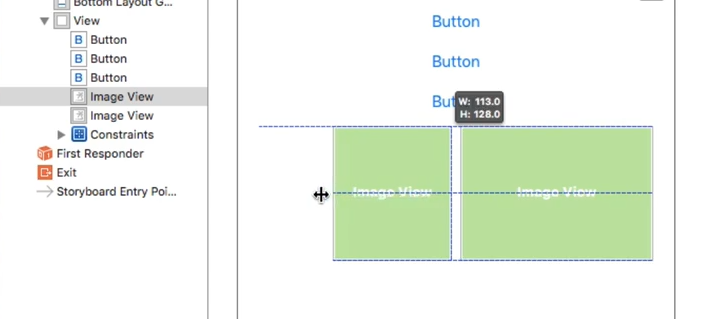 Bottom Layout G...
View
B Button
B Button
B Button
Image View
Image View
Constraints
First Responder
Exit
Storyboard Entry Poi...
Button
Button
But
W: 113.0
H: 128.0
Image View
Image View